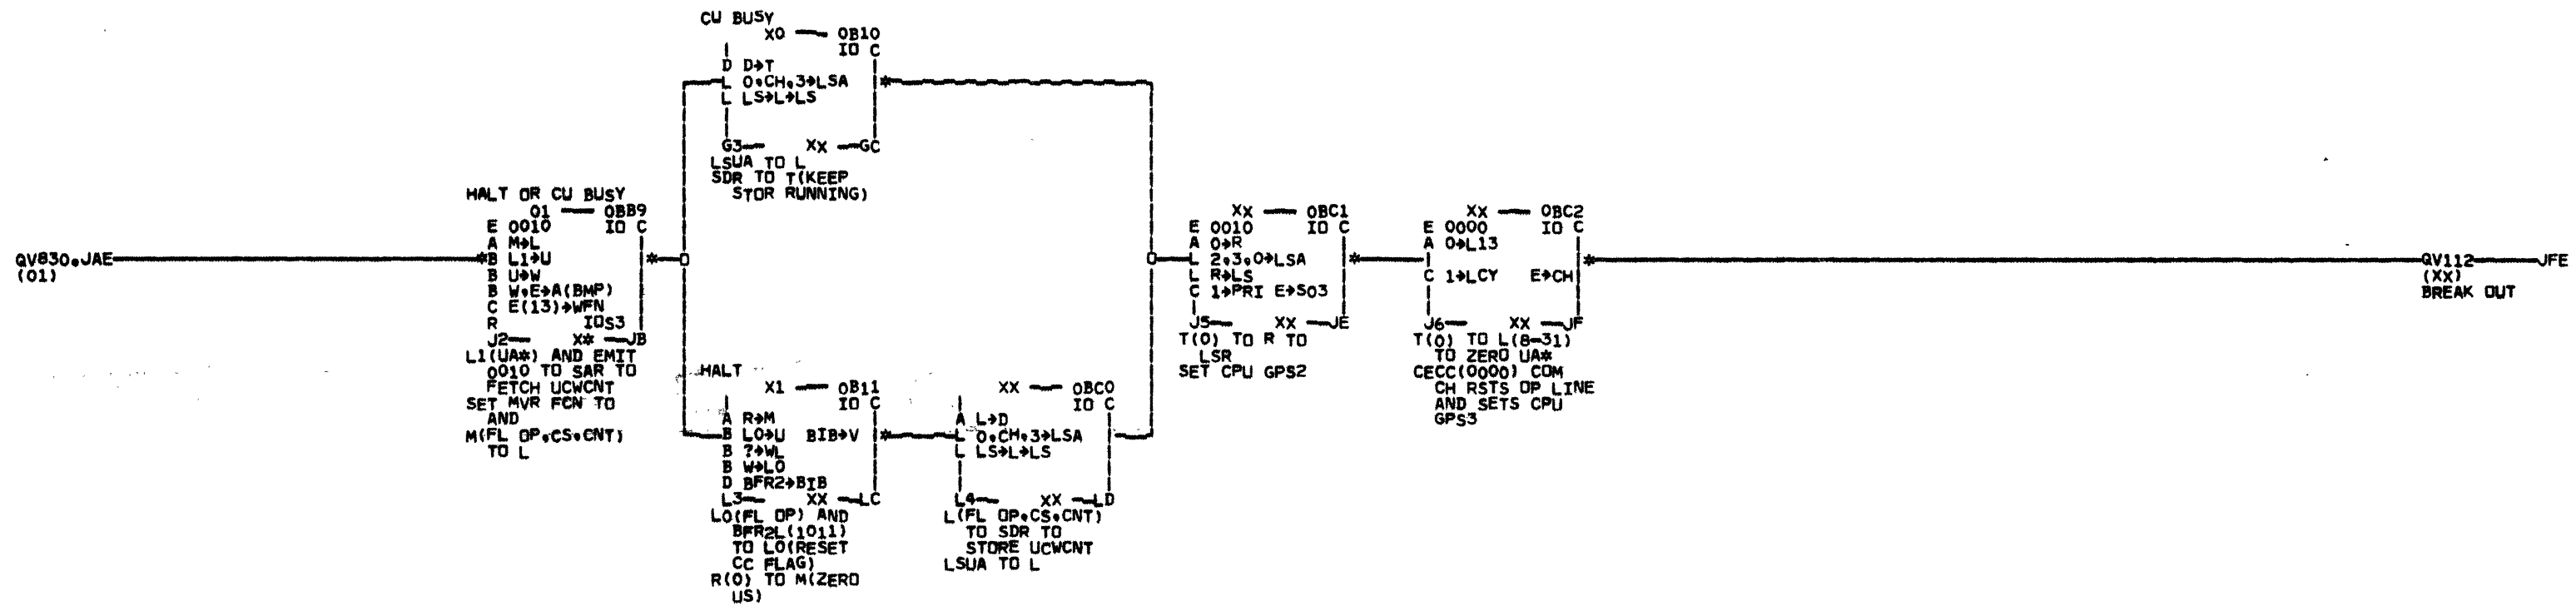 CU BUSY
X0 — 0B10
IO C
D D→T
L 0,CH,3→LSA *
L LS→L→LS
G3— XX —GC
LSUA TO L
SDR TO T(KEEP
STOR RUNNING)
HALT OR CU BUSY
01 — 0BB9
E 0010 IO C
A M→L
QV830,JAE *B L1→U *
(01)
B U→W
B W,E→A(BMP)
C E(13)→WFN
R IOS3
J2— X* —JB
L1(UA*) AND EMIT
0010 TO SAR TO
FETCH UCWCNT
SET MVR FCN TO
AND
M(FL OP,CS,CNT)
TO L
HALT
X1 — 0B11
IO C
A R→M
B L0→U BIB→V *
B ?→WL
B W→L0
D BFR2→BIB
L3— XX —LC
L0(FL OP) AND
BFR2L(1011)
TO L0(RESET
CC FLAG)
R(0) TO M(ZERO
US)
XX — 0BC0
IO C
A L→D
L 0,CH,3→LSA
L LS→L→LS
L4— XX —LD
L(FL OP,CS,CNT)
TO SDR TO
STORE UCWCNT
LSUA TO L
XX — 0BC1
E 0010 IO C
A 0→R
L 2,3,0→LSA *
L R→LS
C 1→PRI E→S03
J5— XX —JE
T(0) TO R TO
LSR
SET CPU GPS2
XX — 0BC2
E 0000 IO C
A 0→L13
*
C 1→LCY E→CH
J6— XX —JF
T(0) TO L(8-31)
TO ZERO UA*
CECC(0000) COM
CH RSTS OP LINE
AND SETS CPU
GPS3
QV112 JFE
(XX)
BREAK OUT